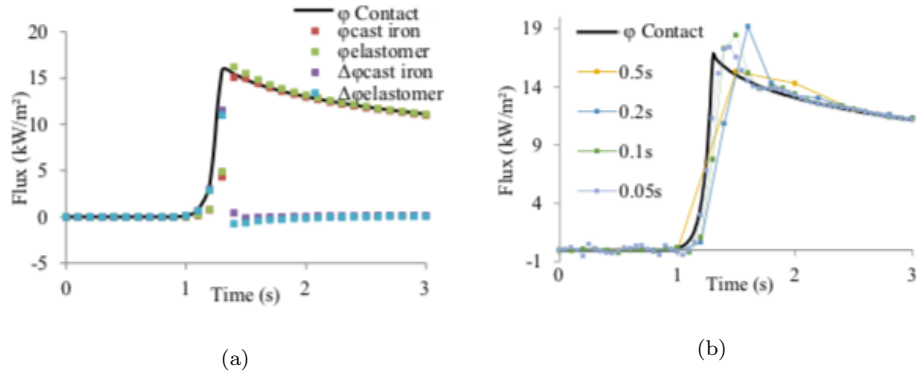 φ Contact
φcast iron
φelastomer
Δφcast iron
Δφelastomer
20
15
10
5
0
-5
Flux (kW/m²)
0
1
2
3
Time (s)
(a)
φ Contact
0.5s
0.2s
0.1s
0.05s
19
14
9
4
-1
Flux (kW/m²)
0
1
2
3
Time (s)
(b)